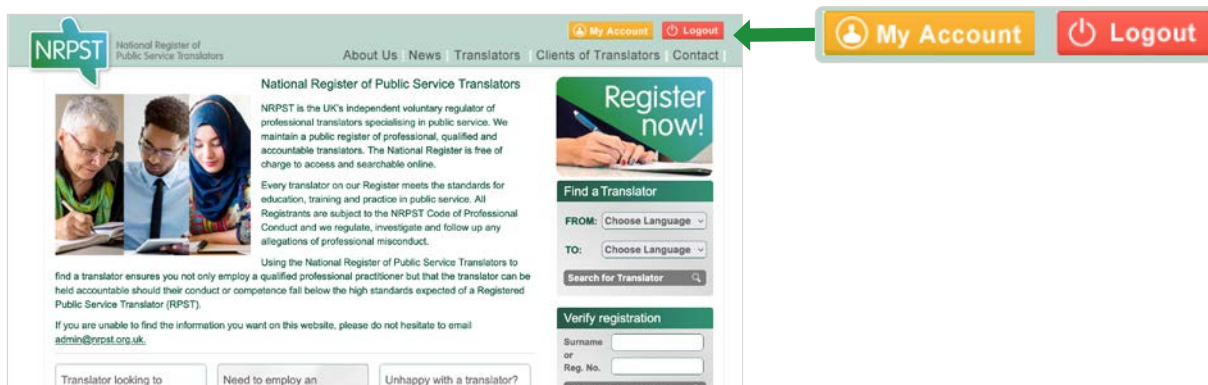 My Account Logout
NRPST
National Register of
Public Service Translators
About Us News Translators Clients of Translators Contact
My Account Logout
National Register of Public Service Translators
NRPST is the UK's independent voluntary regulator of
professional translators specialising in public service. We
maintain a public register of professional, qualified and
accountable translators. The National Register is free of
charge to access and searchable online.
Every translator on our Register meets the standards for
education, training and practice in public service. All
Registrants are subject to the NRPST Code of Professional
Conduct and we regulate, investigate and follow up any
allegations of professional misconduct.
Using the National Register of Public Service Translators to
find a translator ensures you not only employ a qualified professional practitioner but that the translator can be
held accountable should their conduct or competence fall below the high standards expected of a Registered
Public Service Translator (RPST).
If you are unable to find the information you want on this website, please do not hesitate to email
admin@nrpst.org.uk.
Translator looking to
Need to employ an
Unhappy with a translator?
Register
now!
Find a Translator
FROM: Choose Language
TO: Choose Language
Search for Translator
Verify registration
Surname
or
Reg. No.